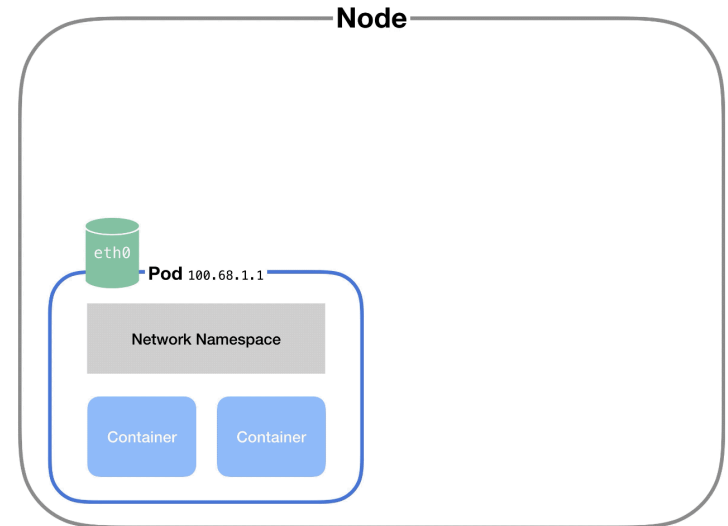 Node
eth0
Pod 100.68.1.1
Network Namespace
Container
Container